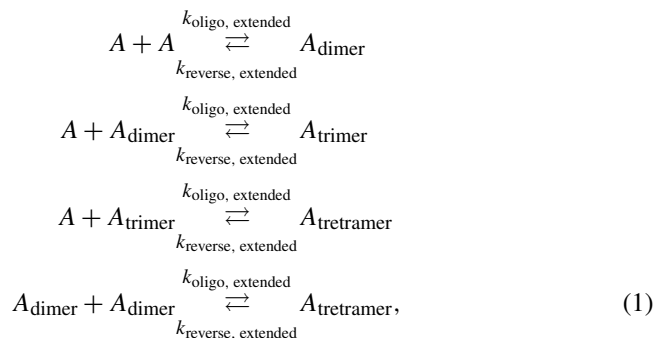 k_oligo, extended
A + A ⇄ A_dimer
k_reverse, extended
k_oligo, extended
A + A_dimer ⇄ A_trimer
k_reverse, extended
k_oligo, extended
A + A_trimer ⇄ A_tretramer
k_reverse, extended
k_oligo, extended
A_dimer + A_dimer ⇄ A_tretramer, (1)
k_reverse, extended